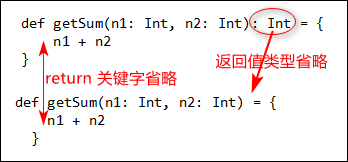 def getSum(n1: Int, n2: Int): Int = {
n1 + n2
}
return 关键字省略
返回值类型省略
def getSum(n1: Int, n2: Int) = {
n1 + n2
}